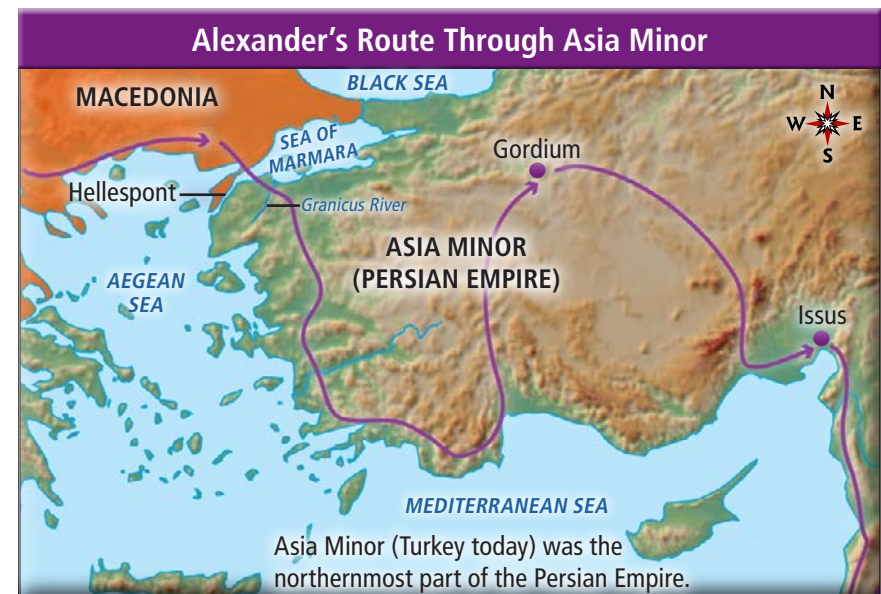 Alexander's Route Through Asia Minor
BLACK SEA
MACEDONIA
N
W
E
S
SEA OF
MARMARA
Gordium
Hellespont
Granicus River
ASIA MINOR
(PERSIAN EMPIRE)
AEGEAN
SEA
Issus
MEDITERRANEAN SEA
Asia Minor (Turkey today) was the
northernmost part of the Persian Empire.